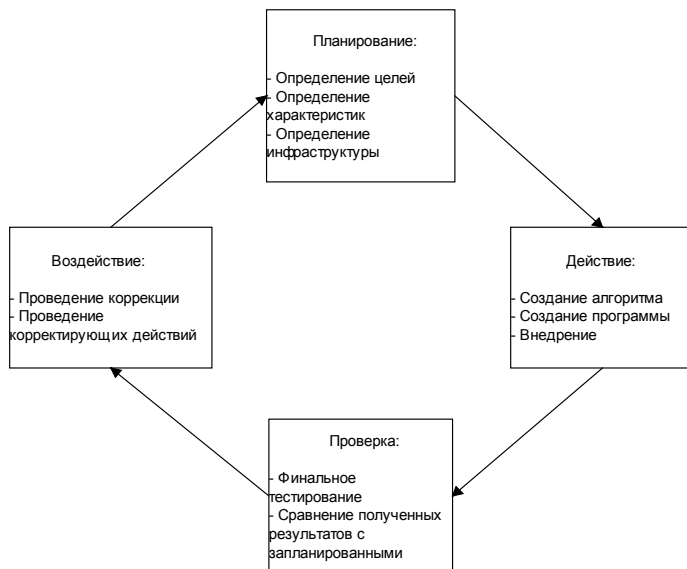 Планирование:
- Определение целей
- Определение
характеристик
- Определение
инфраструктуры
Воздействие:
- Проведение коррекции
- Проведение
корректирующих действий
Действие:
- Создание алгоритма
- Создание программы
- Внедрение
Проверка:
- Финальное
тестирование
- Сравнение полученных
результатов с
запланированными